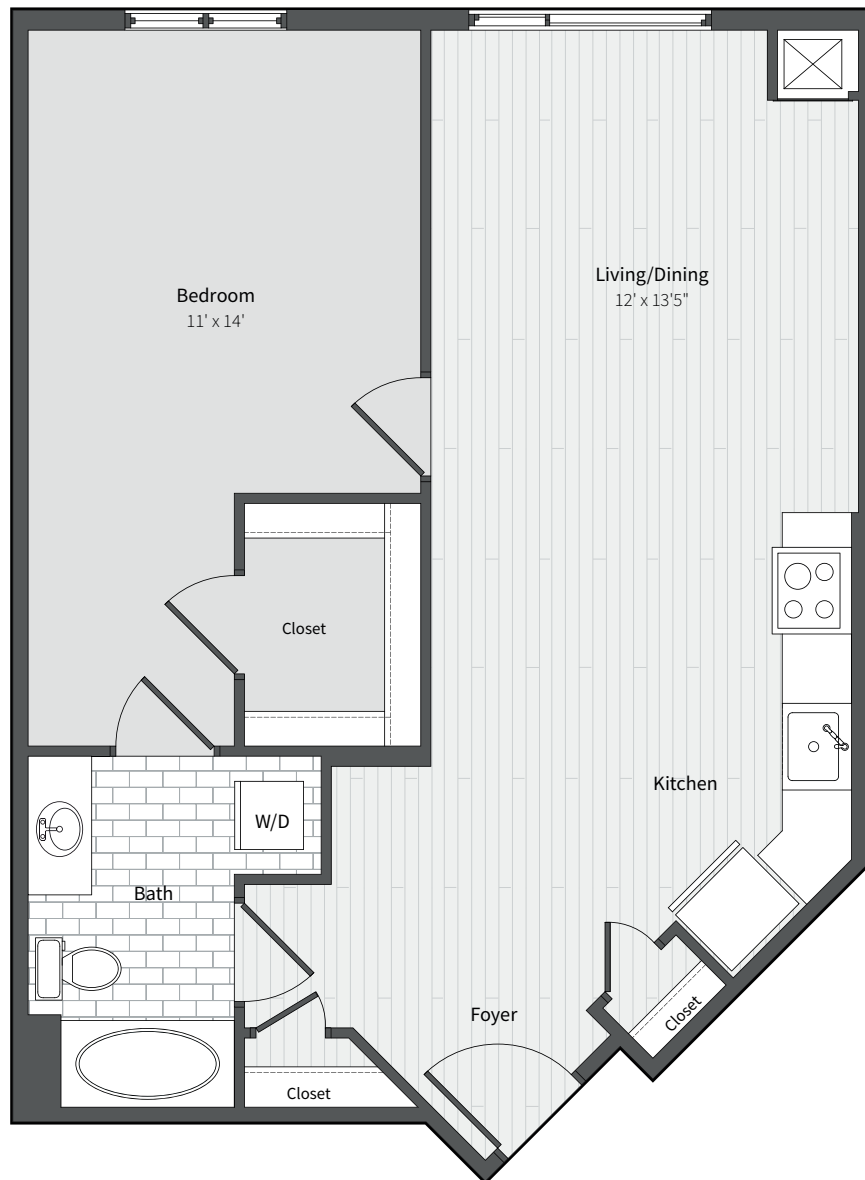 Living/Dining
12' x 13'5"
Bedroom
11' x 14'
Closet
Kitchen
W/D
Bath
Foyer
Closet
Closet